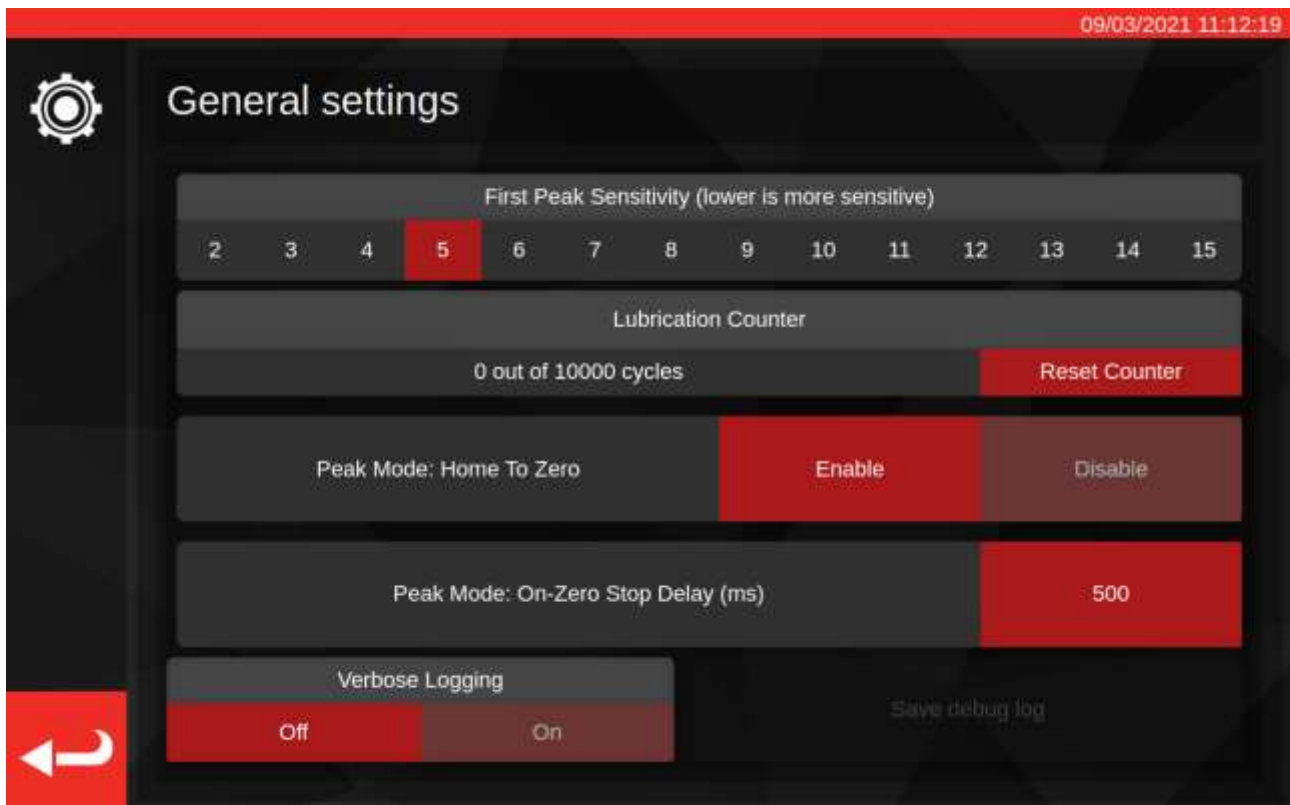 09/03/2021 11:12:19
General settings
First Peak Sensitivity (lower is more sensitive)
2 3 4 5 6 7 8 9 10 11 12 13 14 15
Lubrication Counter
0 out of 10000 cycles Reset Counter
Peak Mode: Home To Zero Enable Disable
Peak Mode: On-Zero Stop Delay (ms) 500
Verbose Logging
Off On
Save debug log